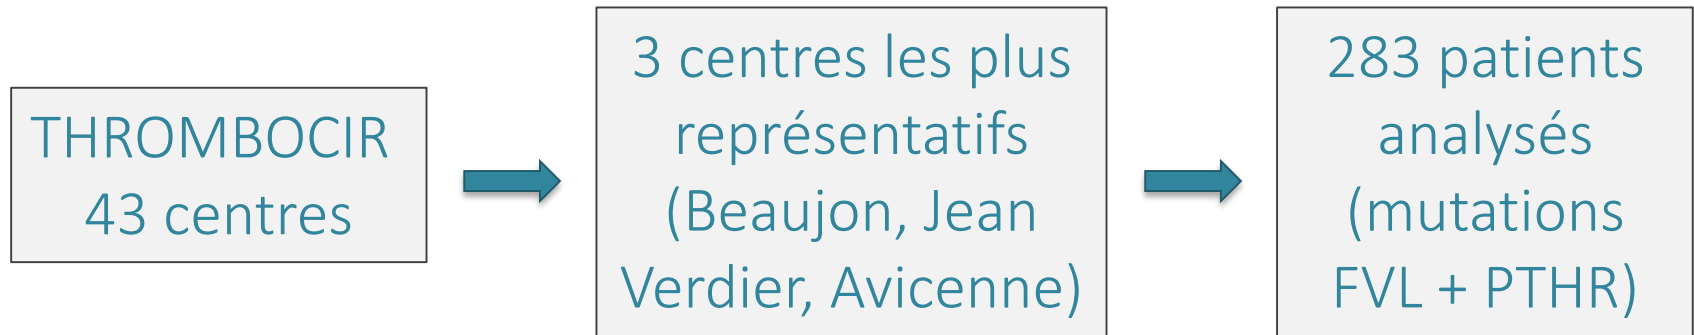 THROMBOCIR
43 centres
3 centres les plus
représentatifs
(Beaujon, Jean
Verdier, Avicenne)
283 patients
analysés
(mutations
FVL + PTHR)